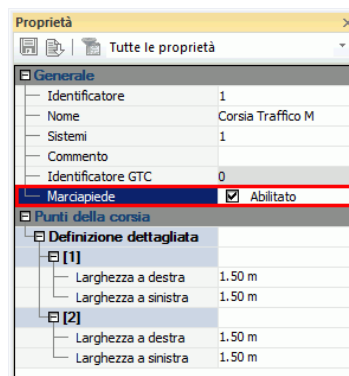 Proprietà
Tutte le proprietà
Generale
Identificatore 1
Nome Corsia Traffico M
Sistemi 1
Commento
Identificatore GTC 0
Marciapiede Abilitato
Punti della corsia
Definizione dettagliata
[1]
Larghezza a destra 1.50 m
Larghezza a sinistra 1.50 m
[2]
Larghezza a destra 1.50 m
Larghezza a sinistra 1.50 m